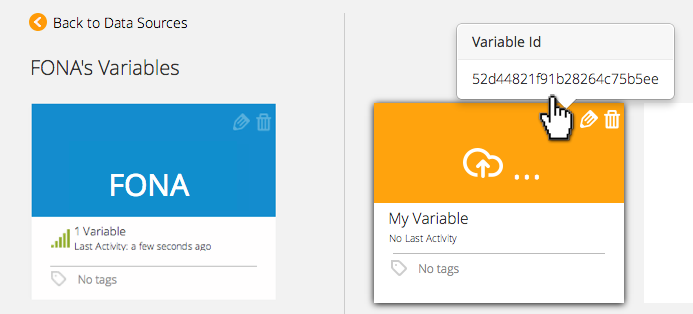 Back to Data Sources
FONA's Variables
FONA
1 Variable
Last Activity: a few seconds ago
No tags
Variable Id
52d44821f91b28264c75b5ee
...
My Variable
No Last Activity
No tags